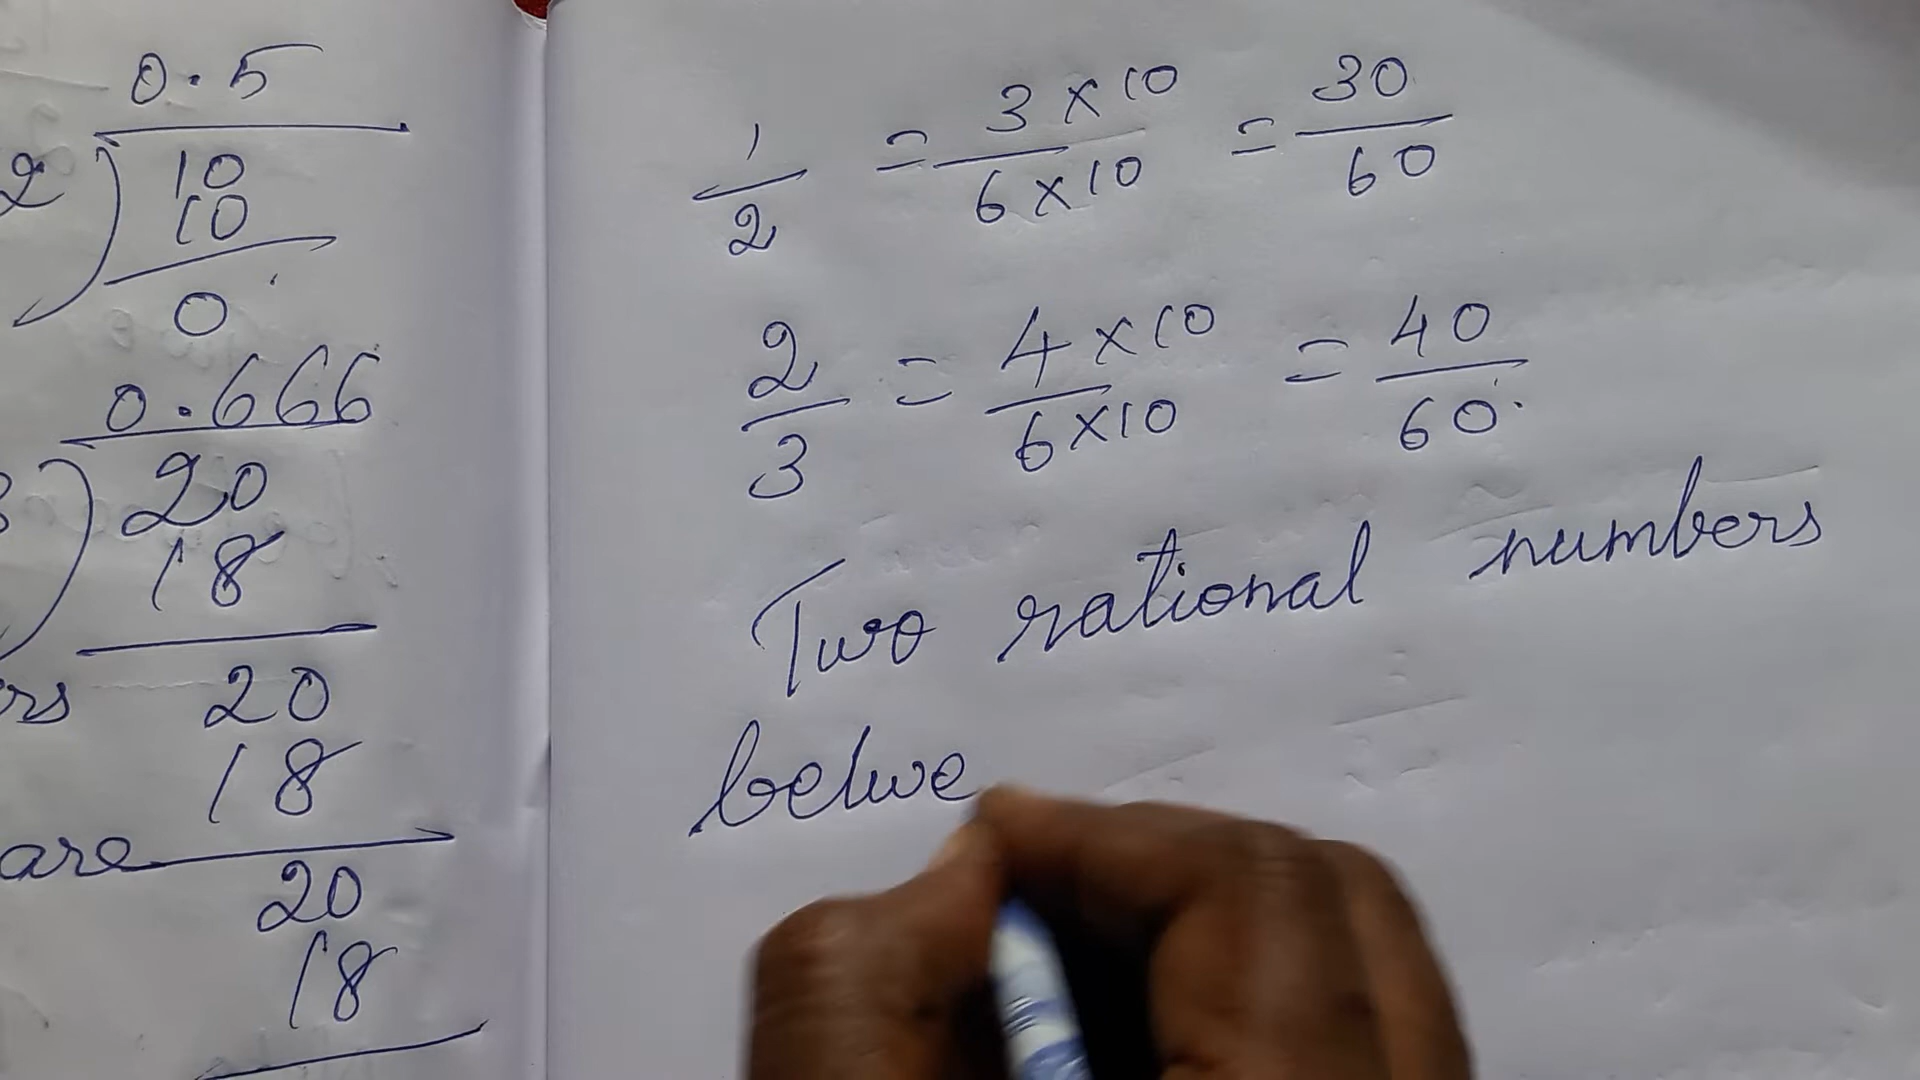 0.5
2) 10
10
0
0.666
3) 20
18
20
ors
18
are
20
18
1/2 = 3 × 10 / 6 × 10 = 30/60
2/3 = 4 × 10 / 6 × 10 = 40/60.
Two rational numbers
betwe